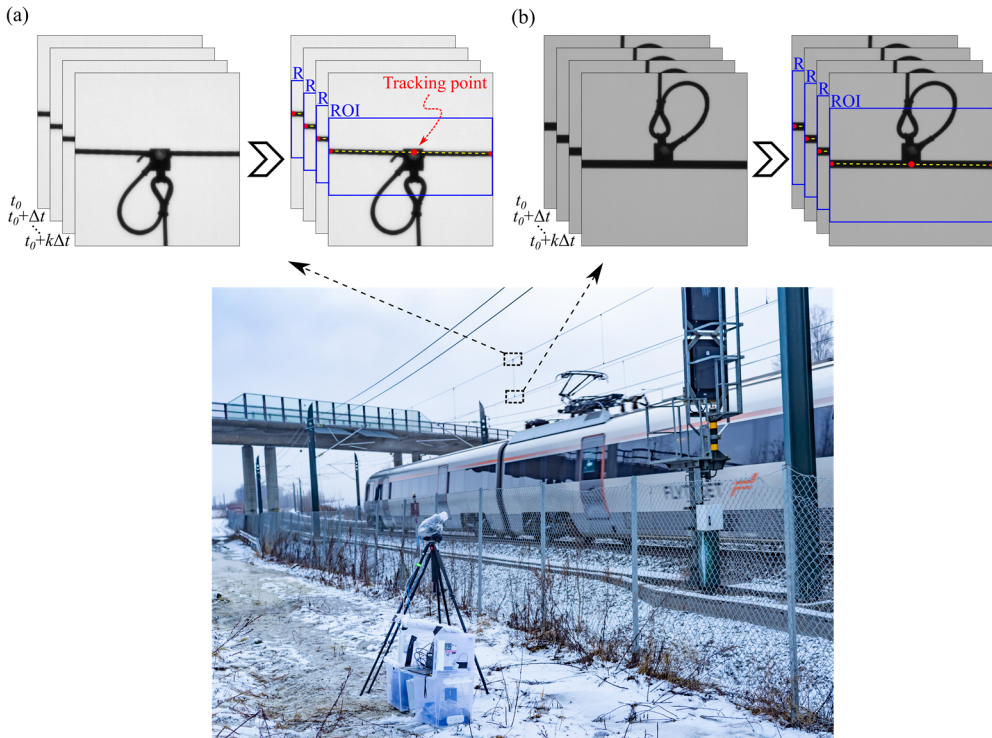 (a)
(b)
R
R
R
ROI
Tracking point
t₀
t₀+Δt
t₀+kΔt
R
R
R
ROI
t₀
t₀+Δt
t₀+kΔt
FLYTOGET